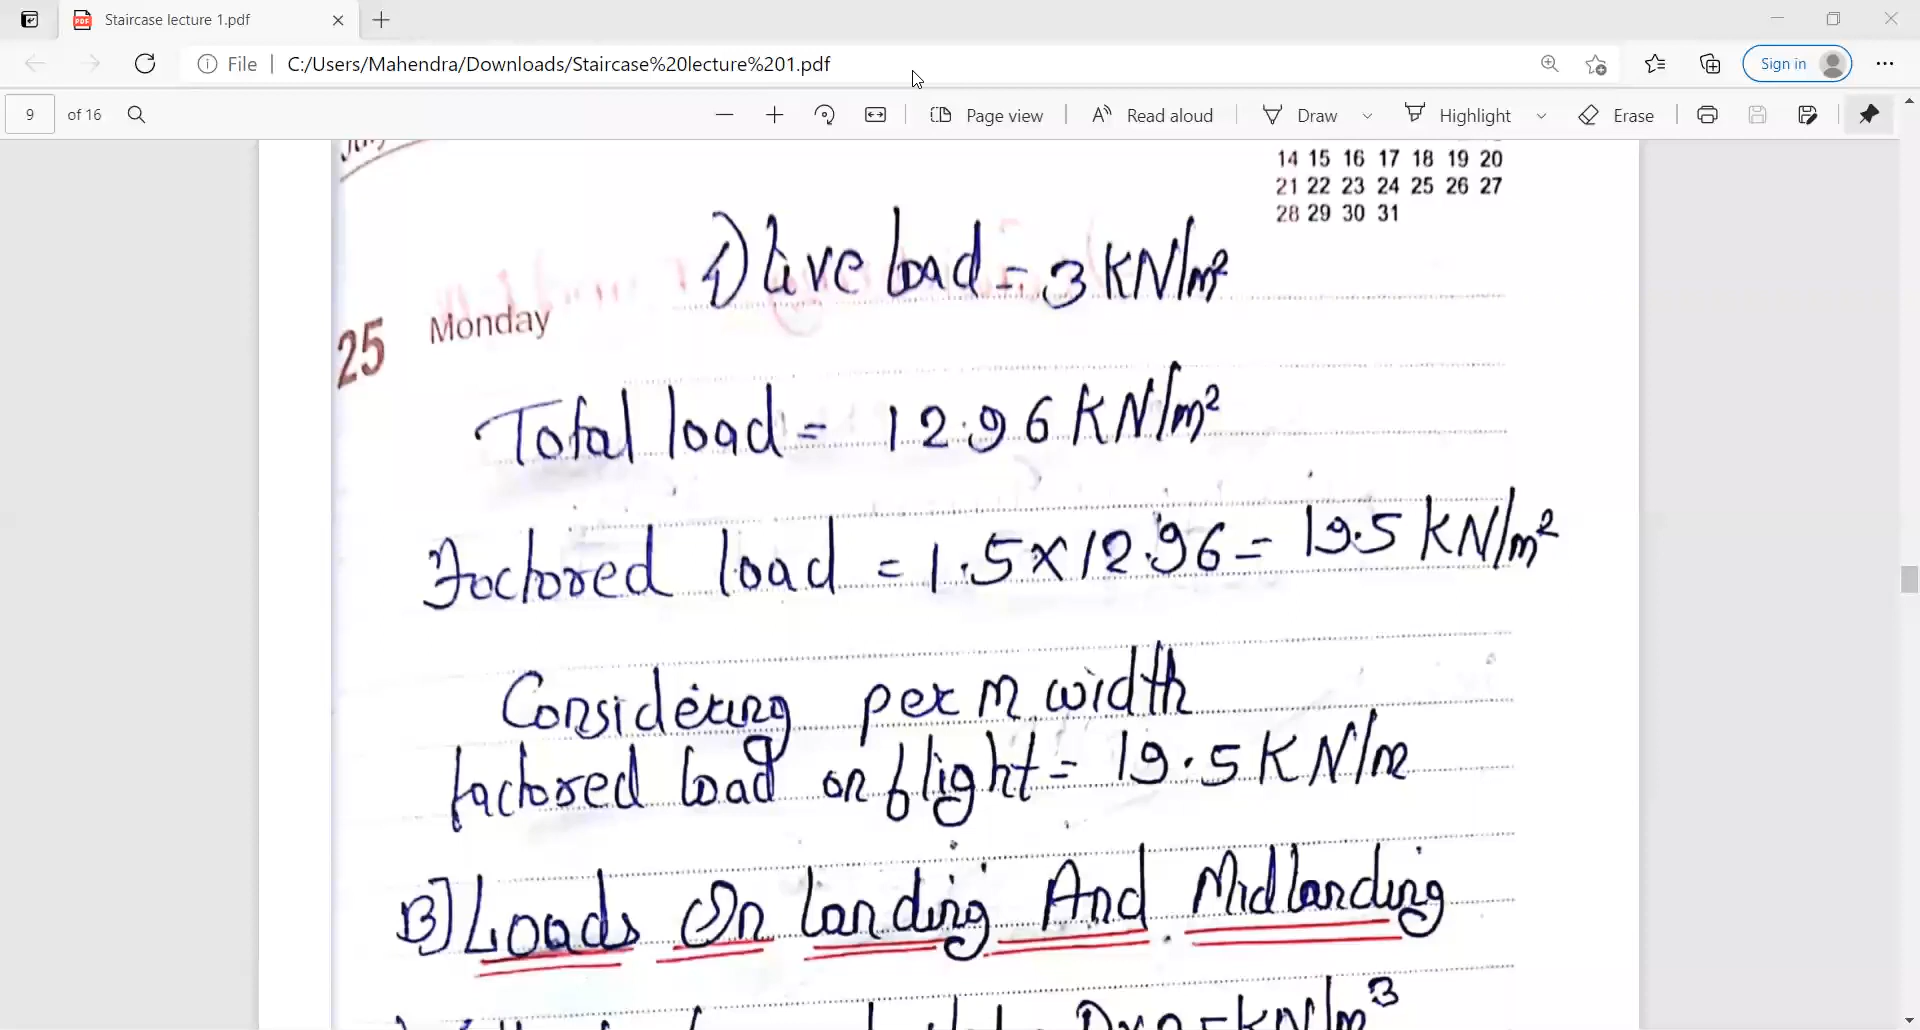 Staircase lecture 1.pdf
File | C:/Users/Mahendra/Downloads/Staircase%20lecture%201.pdf
Sign in
9 of 16
Page view
Read aloud
Draw
Highlight
Erase
14 15 16 17 18 19 20
21 22 23 24 25 26 27
28 29 30 31
1) live load = 3 KN/m²
25 Monday
Total load = 12.96 KN/m²
Factored load = 1.5×12.96 = 19.5 KN/m²
Considering per m width
factored load on flight = 19.5 KN/m
B] Loads On landing And Midlanding